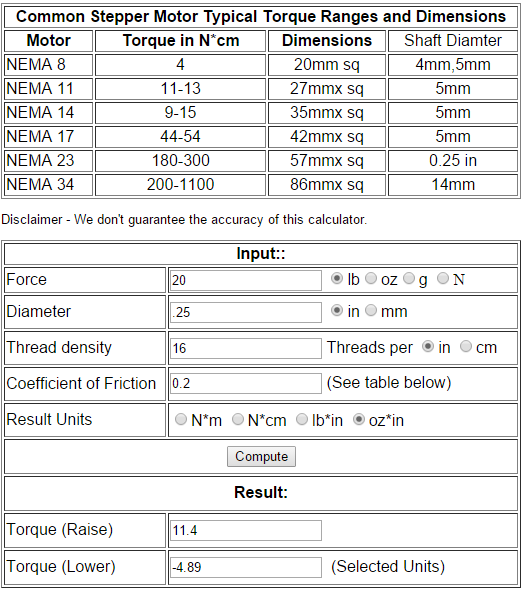 Common Stepper Motor Typical Torque Ranges and Dimensions
Motor Torque in N*cm Dimensions Shaft Diamter
NEMA 8 4 20mm sq 4mm,5mm
NEMA 11 11-13 27mmx sq 5mm
NEMA 14 9-15 35mmx sq 5mm
NEMA 17 44-54 42mmx sq 5mm
NEMA 23 180-300 57mmx sq 0.25 in
NEMA 34 200-1100 86mmx sq 14mm
Disclaimer - We don't guarantee the accuracy of this calculator.
Input::
Force 20 lb oz g N
Diameter .25 in mm
Thread density 16 Threads per in cm
Coefficient of Friction 0.2 (See table below)
Result Units N*m N*cm lb*in oz*in
Compute
Result:
Torque (Raise) 11.4
Torque (Lower) -4.89 (Selected Units)